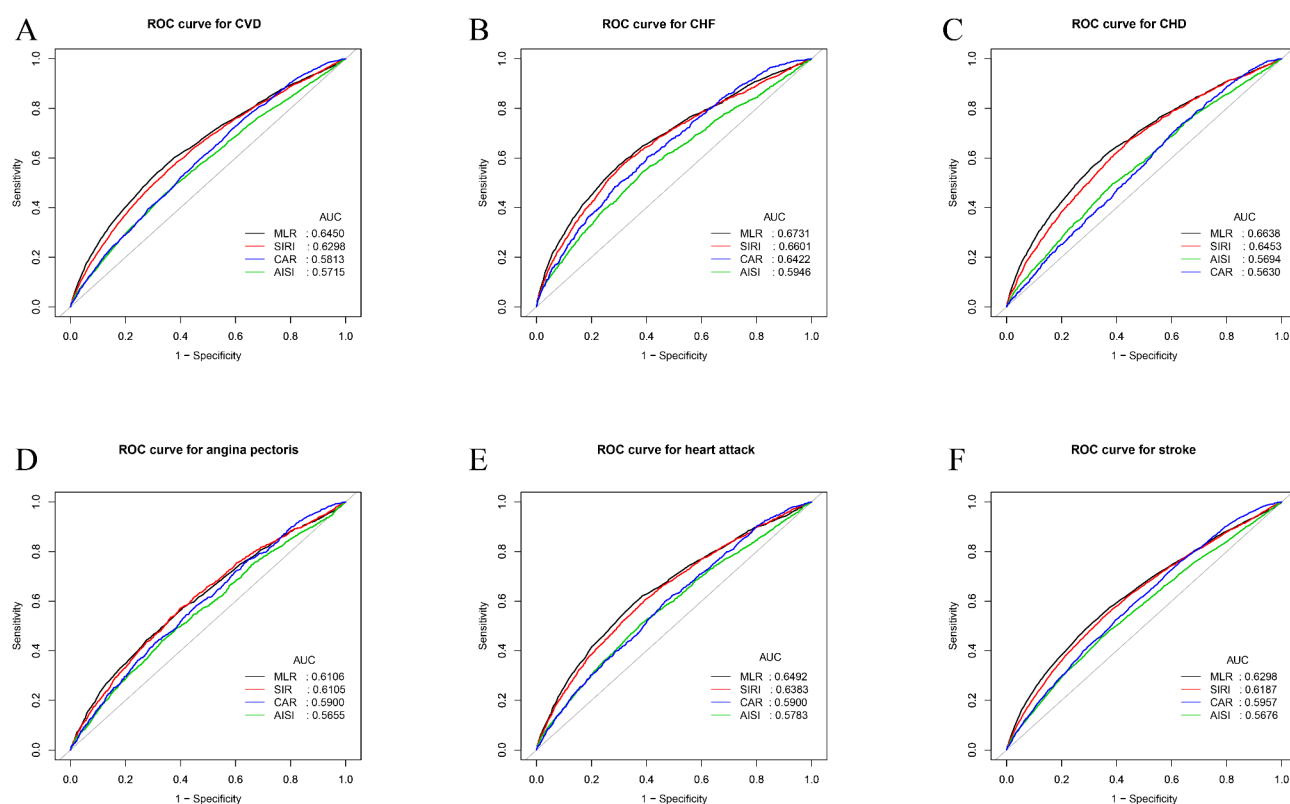 A
ROC curve for CVD
Sensitivity
1.0
0.8
0.6
0.4
0.2
0.0
AUC
MLR : 0.6450
SIRI : 0.6298
CAR : 0.5813
AISI : 0.5715
0.0 0.2 0.4 0.6 0.8 1.0
1 − Specificity
B
ROC curve for CHF
Sensitivity
1.0
0.8
0.6
0.4
0.2
0.0
AUC
MLR : 0.6731
SIRI : 0.6601
CAR : 0.6422
AISI : 0.5946
0.0 0.2 0.4 0.6 0.8 1.0
1 − Specificity
C
ROC curve for CHD
Sensitivity
1.0
0.8
0.6
0.4
0.2
0.0
AUC
MLR : 0.6638
SIRI : 0.6453
AISI : 0.5694
CAR : 0.5630
0.0 0.2 0.4 0.6 0.8 1.0
1 − Specificity
D
ROC curve for angina pectoris
Sensitivity
1.0
0.8
0.6
0.4
0.2
0.0
AUC
MLR : 0.6106
SIR : 0.6105
CAR : 0.5900
AISI : 0.5655
0.0 0.2 0.4 0.6 0.8 1.0
1 − Specificity
E
ROC curve for heart attack
Sensitivity
1.0
0.8
0.6
0.4
0.2
0.0
AUC
MLR : 0.6492
SIRI : 0.6383
CAR : 0.5900
AISI : 0.5783
0.0 0.2 0.4 0.6 0.8 1.0
1 − Specificity
F
ROC curve for stroke
Sensitivity
1.0
0.8
0.6
0.4
0.2
0.0
AUC
MLR : 0.6298
SIRI : 0.6187
CAR : 0.5957
AISI : 0.5676
0.0 0.2 0.4 0.6 0.8 1.0
1 − Specificity